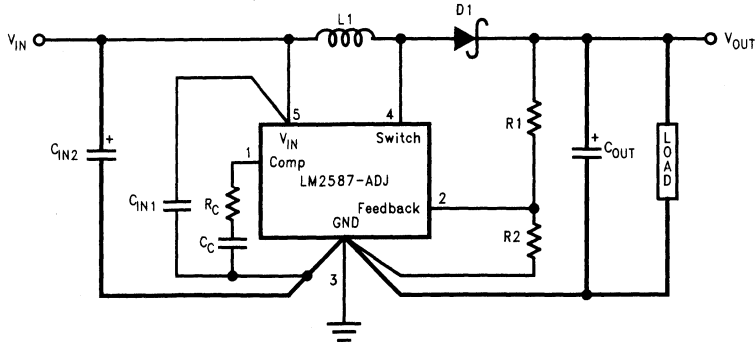 L1
D1
V_IN
V_OUT
5
4
V_IN
Switch
R1
+
C_IN2
1
Comp
LM2587-ADJ
+
C_OUT
LOAD
C_IN1
R_C
Feedback
2
GND
C_C
R2
3